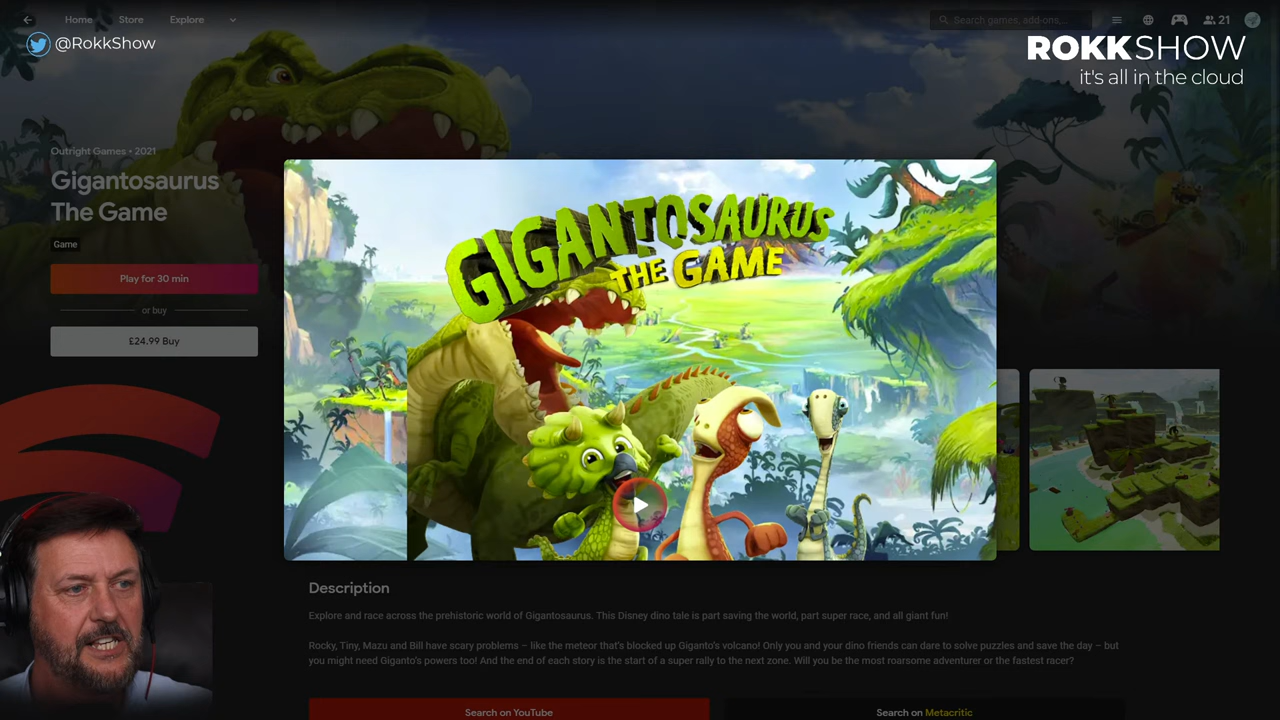 Home Store Explore
Search games, add-ons,...
21
@RokkShow
ROKKSHOW
it's all in the cloud
Outright Games • 2021
Gigantosaurus
The Game
Game
Play for 30 min
or buy
£24.99 Buy
GIGANTOSAURUS
THE GAME
Description
Explore and race across the prehistoric world of Gigantosaurus. This Disney dino tale is part saving the world, part super race, and all giant fun!
Rocky, Tiny, Mazu and Bill have scary problems – like the meteor that's blocked up Giganto's volcano! Only you and your dino friends can dare to solve puzzles and save the day – but
you might need Giganto's powers too! And the end of each story is the start of a super rally to the next zone. Will you be the most roarsome adventurer or the fastest racer?
Search on YouTube
Search on Metacritic